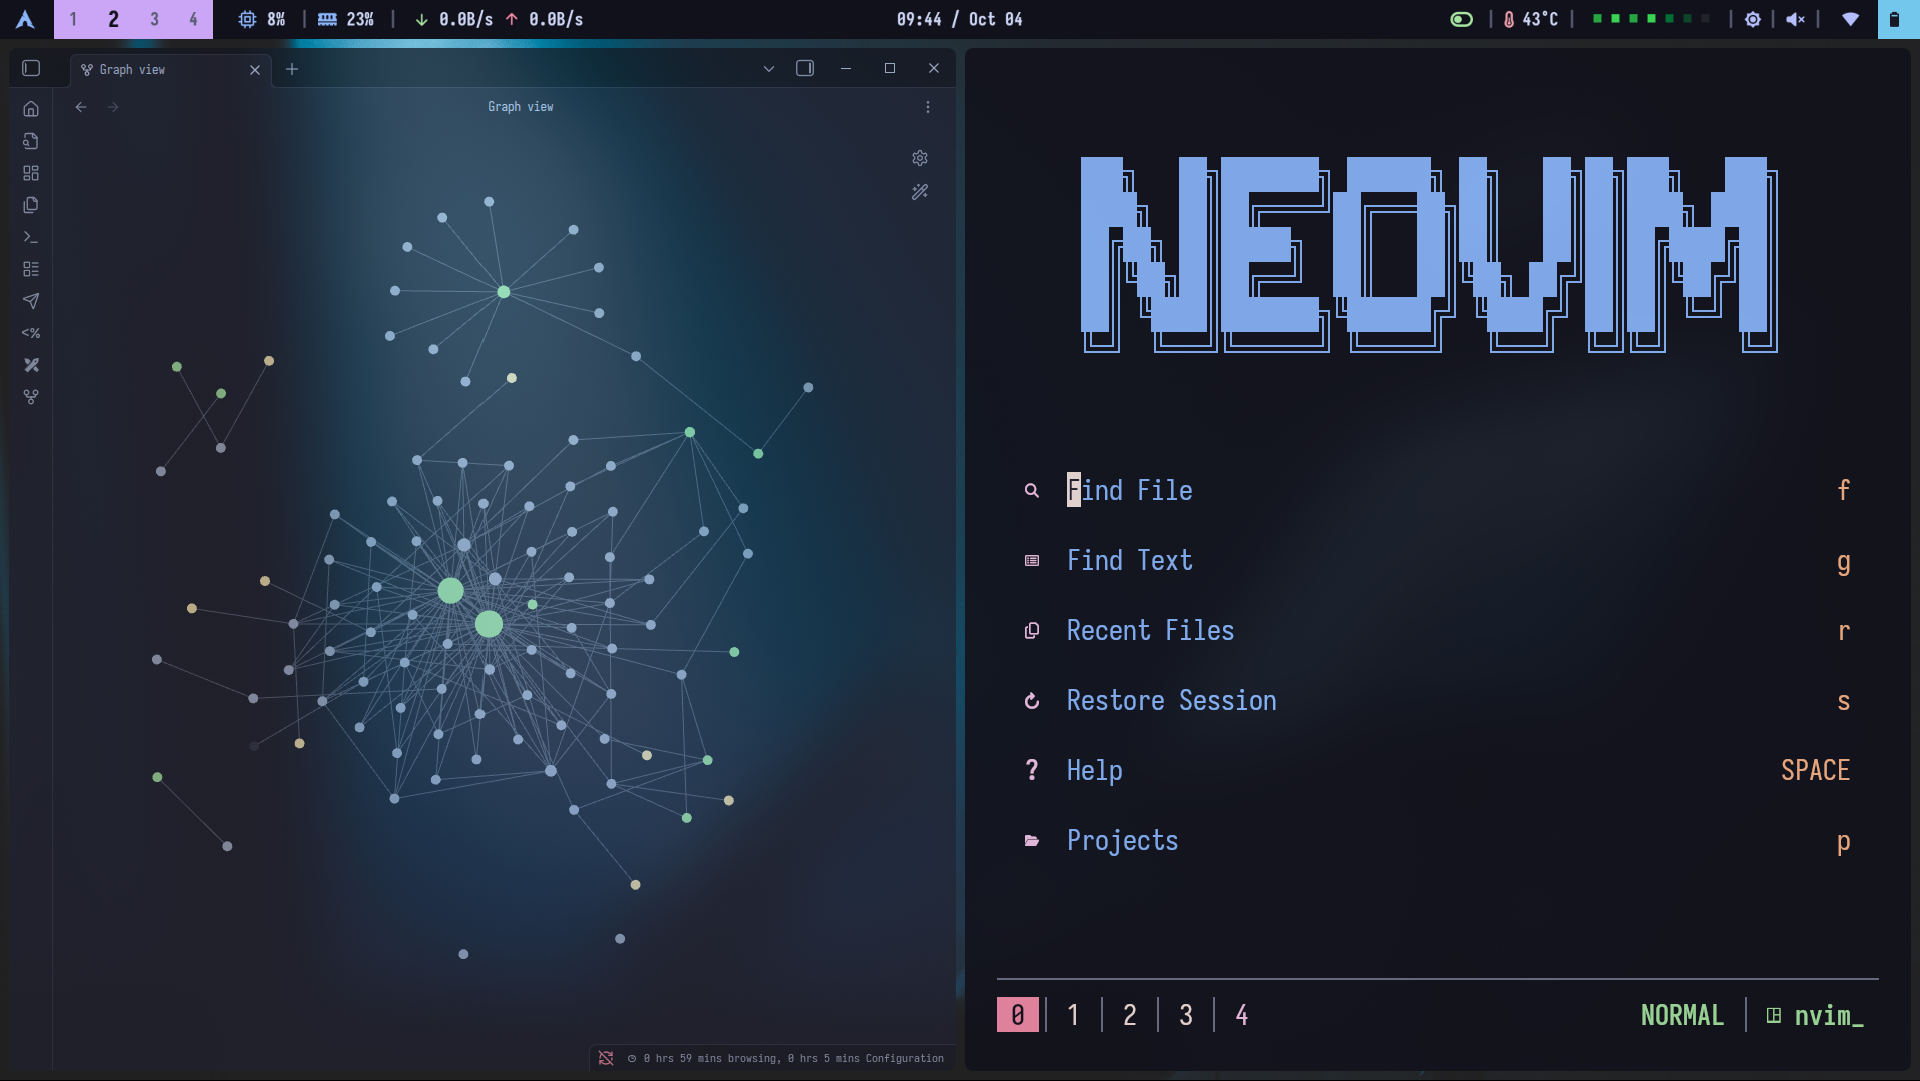 1 2 3 4 8% 23% 0.0B/s 0.0B/s 09:44 / Oct 04 43°C
Graph view
Graph view
<%
0 hrs 59 mins browsing, 0 hrs 5 mins Configuration
NEOVIM
Find File f
Find Text g
Recent Files r
Restore Session s
? Help SPACE
Projects p
0 1 2 3 4 NORMAL nvim_